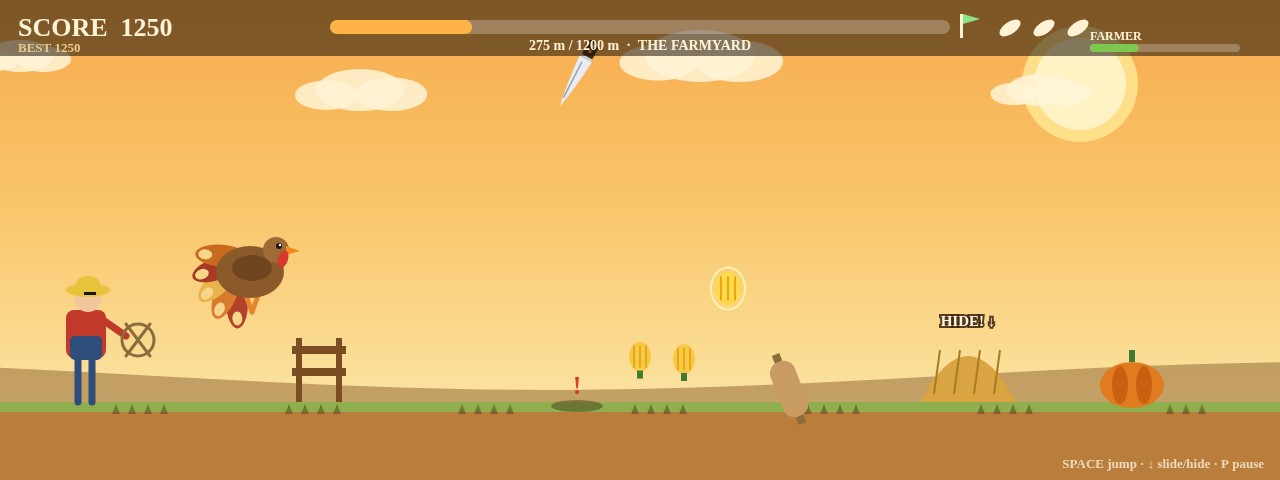 SCORE 1250
BEST 1250
275 m / 1200 m · THE FARMYARD
FARMER
HIDE! ↓
!
SPACE jump · ↓ slide/hide · P pause